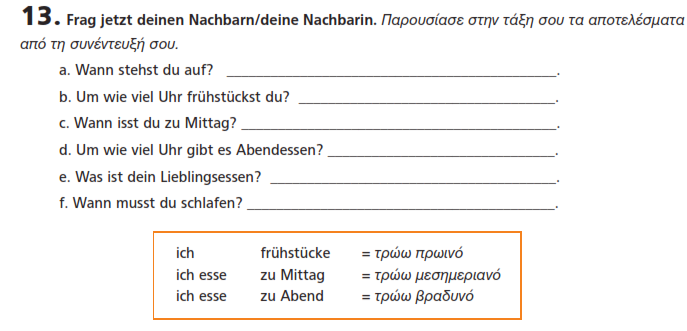 13. Frag jetzt deinen Nachbarn/deine Nachbarin. Παρουσίασε στην τάξη σου τα αποτελέσματα
από τη συνέντευξή σου.
a. Wann stehst du auf? ______________________________.
b. Um wie viel Uhr frühstückst du? ______________________________.
c. Wann isst du zu Mittag? ______________________________.
d. Um wie viel Uhr gibt es Abendessen? ______________________________.
e. Was ist dein Lieblingsessen? ______________________________.
f. Wann musst du schlafen? ______________________________.
ich frühstücke = τρώω πρωινό
ich esse zu Mittag = τρώω μεσημεριανό
ich esse zu Abend = τρώω βραδυνό